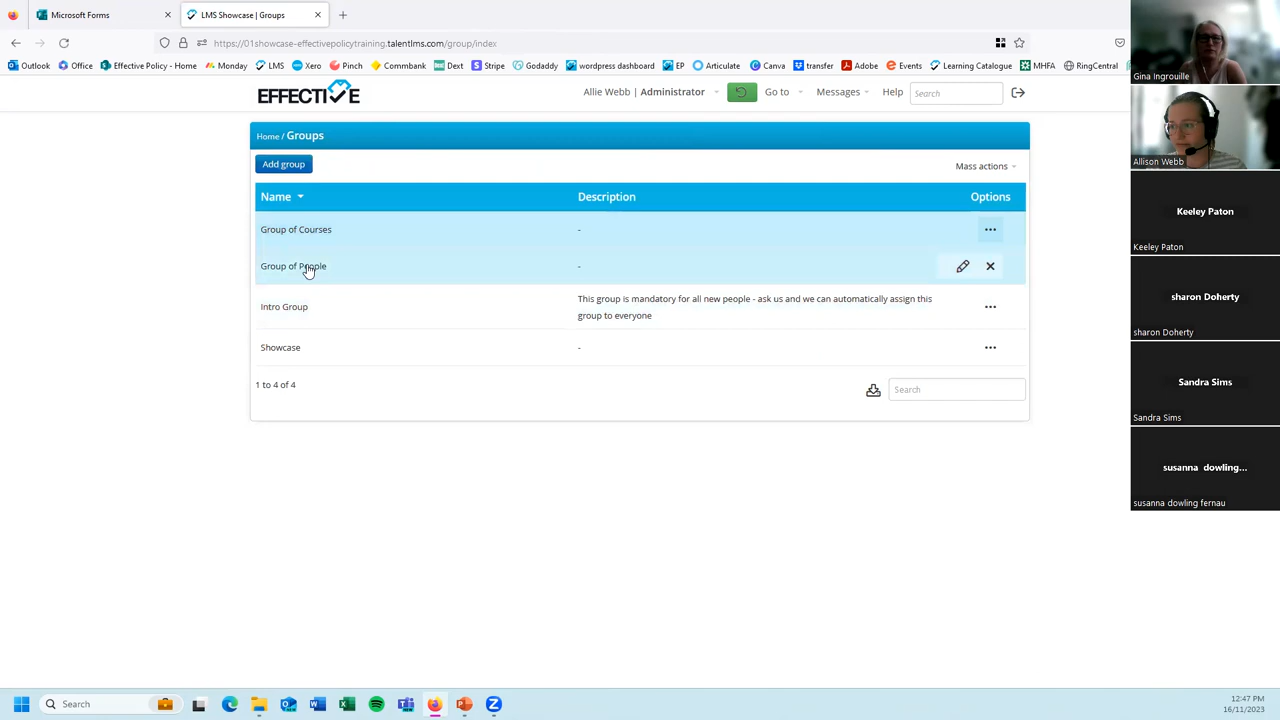 Microsoft Forms
LMS Showcase | Groups
https://01showcase-effectivepolicytraining.talentlms.com/group/index
Outlook
Office
Effective Policy - Home
Monday
LMS
Xero
Pinch
Commbank
Dext
Stripe
Godaddy
wordpress dashboard
EP
Articulate
Canva
transfer
Adobe
Events
Learning Catalogue
MHFA
RingCentral
EFFECTIVE
Allie Webb | Administrator
Go to
Messages
Help
Search
Home / Groups
Add group
Mass actions
Name
Description
Options
Group of Courses
-
Group of People
-
Intro Group
This group is mandatory for all new people - ask us and we can automatically assign this
group to everyone
Showcase
-
1 to 4 of 4
Search
Gina Ingrouille
Allison Webb
Keeley Paton
Keeley Paton
sharon Doherty
sharon Doherty
Sandra Sims
Sandra Sims
susanna dowling...
susanna dowling fernau
Search
12:47 PM
16/11/2023